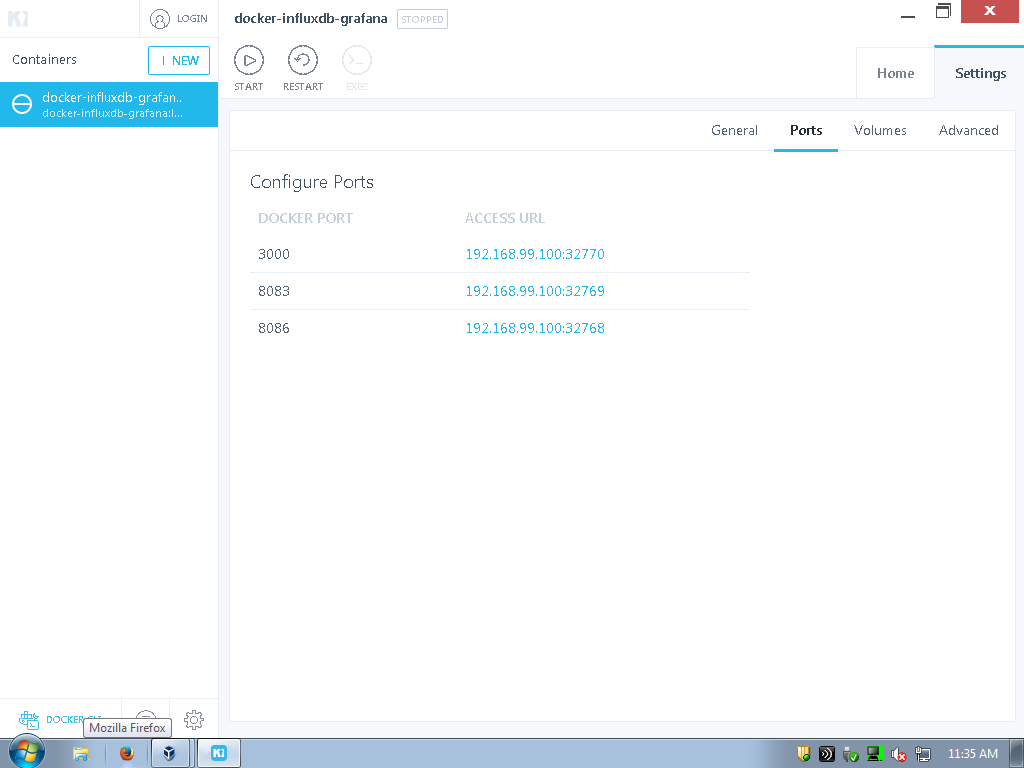 LOGIN
docker-influxdb-grafana STOPPED
Containers
NEW
START
RESTART
EXEC
Home
Settings
docker-influxdb-grafan..
docker-influxdb-grafana:l...
General
Ports
Volumes
Advanced
Configure Ports
DOCKER PORT ACCESS URL
3000 192.168.99.100:32770
8083 192.168.99.100:32769
8086 192.168.99.100:32768
DOCKER
Mozilla Firefox
11:35 AM